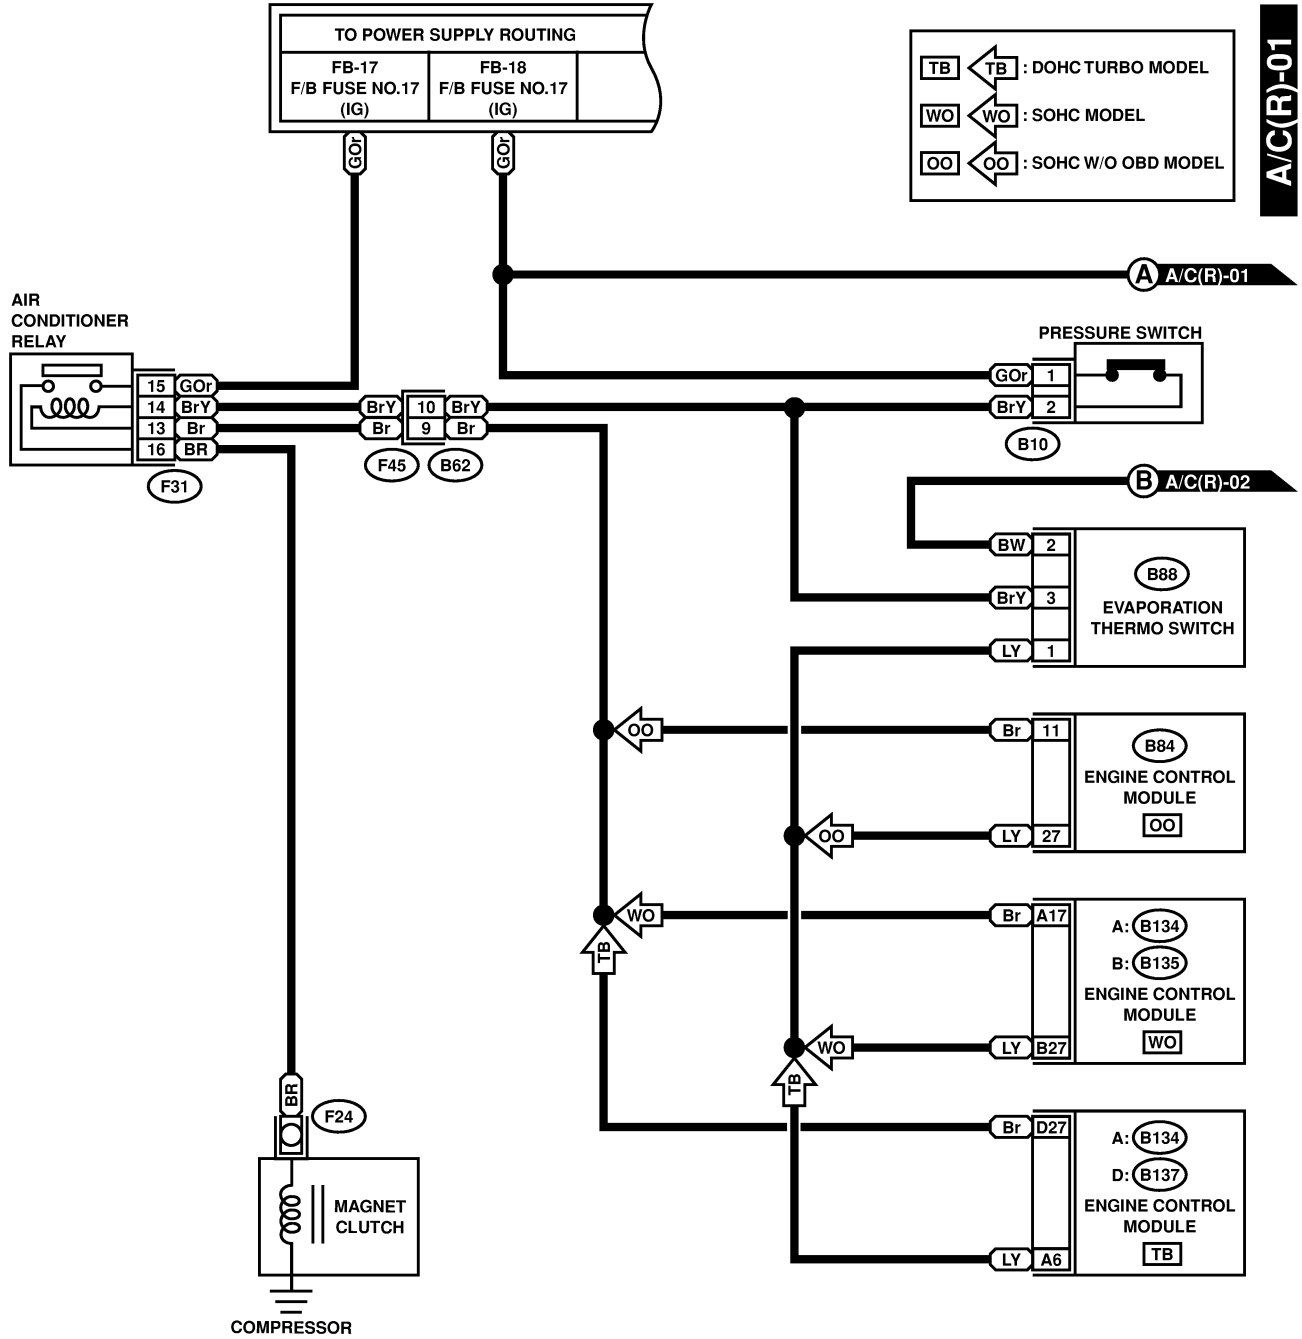 TO POWER SUPPLY ROUTING
FB-17
F/B FUSE NO.17
(IG)
FB-18
F/B FUSE NO.17
(IG)
GOr
GOr
TB TB : DOHC TURBO MODEL
WO WO : SOHC MODEL
OO OO : SOHC W/O OBD MODEL
A/C(R)-01
A A/C(R)-01
AIR
CONDITIONER
RELAY
15 GOr
14 BrY
13 Br
16 BR
F31
BrY 10 BrY
Br 9 Br
F45 B62
PRESSURE SWITCH
GOr 1
BrY 2
B10
B A/C(R)-02
BW 2
BrY 3
LY 1
B88
EVAPORATION
THERMO SWITCH
OO
Br 11
OO
LY 27
B84
ENGINE CONTROL
MODULE
OO
WO
TB
Br A17
WO
TB
LY B27
A: B134
B: B135
ENGINE CONTROL
MODULE
WO
Br D27
LY A6
A: B134
D: B137
ENGINE CONTROL
MODULE
TB
BR
F24
MAGNET
CLUTCH
COMPRESSOR